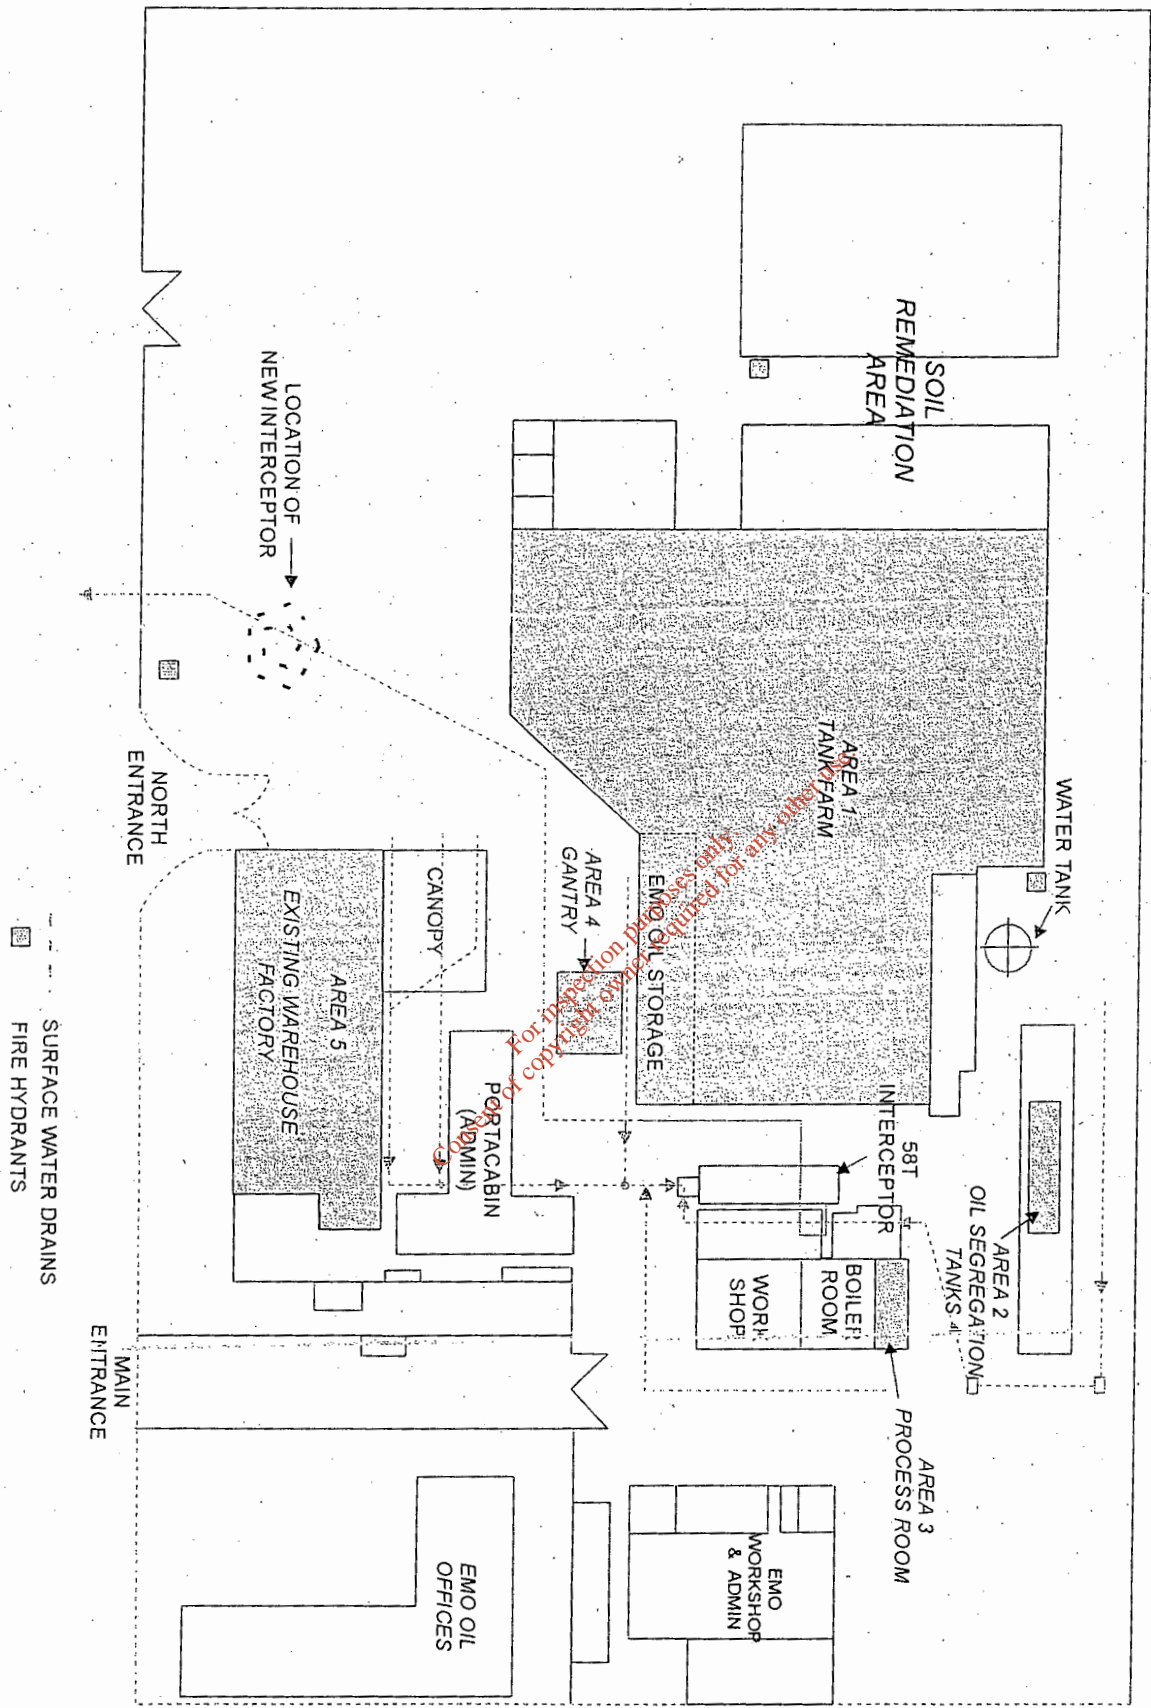 SOIL
REMEDIATION
AREA
LOCATION OF
NEW INTERCEPTOR
WATER TANK
AREA 1
TANK FARM
EMO OIL STORAGE
AREA 4
GANTRY
NORTH
ENTRANCE
CANOPY
AREA 5
EXISTING WAREHOUSE
FACTORY
PORTACABIN
(ADMIN)
58T
INTERCEPTOR
AREA 2
OIL SEGREGATION
TANKS 4
BOILER
ROOM
WORK
SHOP
AREA 3
PROCESS ROOM
MAIN
ENTRANCE
EMO
WORKSHOP
& ADMIN
EMO OIL
OFFICES
SURFACE WATER DRAINS
FIRE HYDRANTS
For inspection purposes only.
Consent of copyright owner required for any other use.